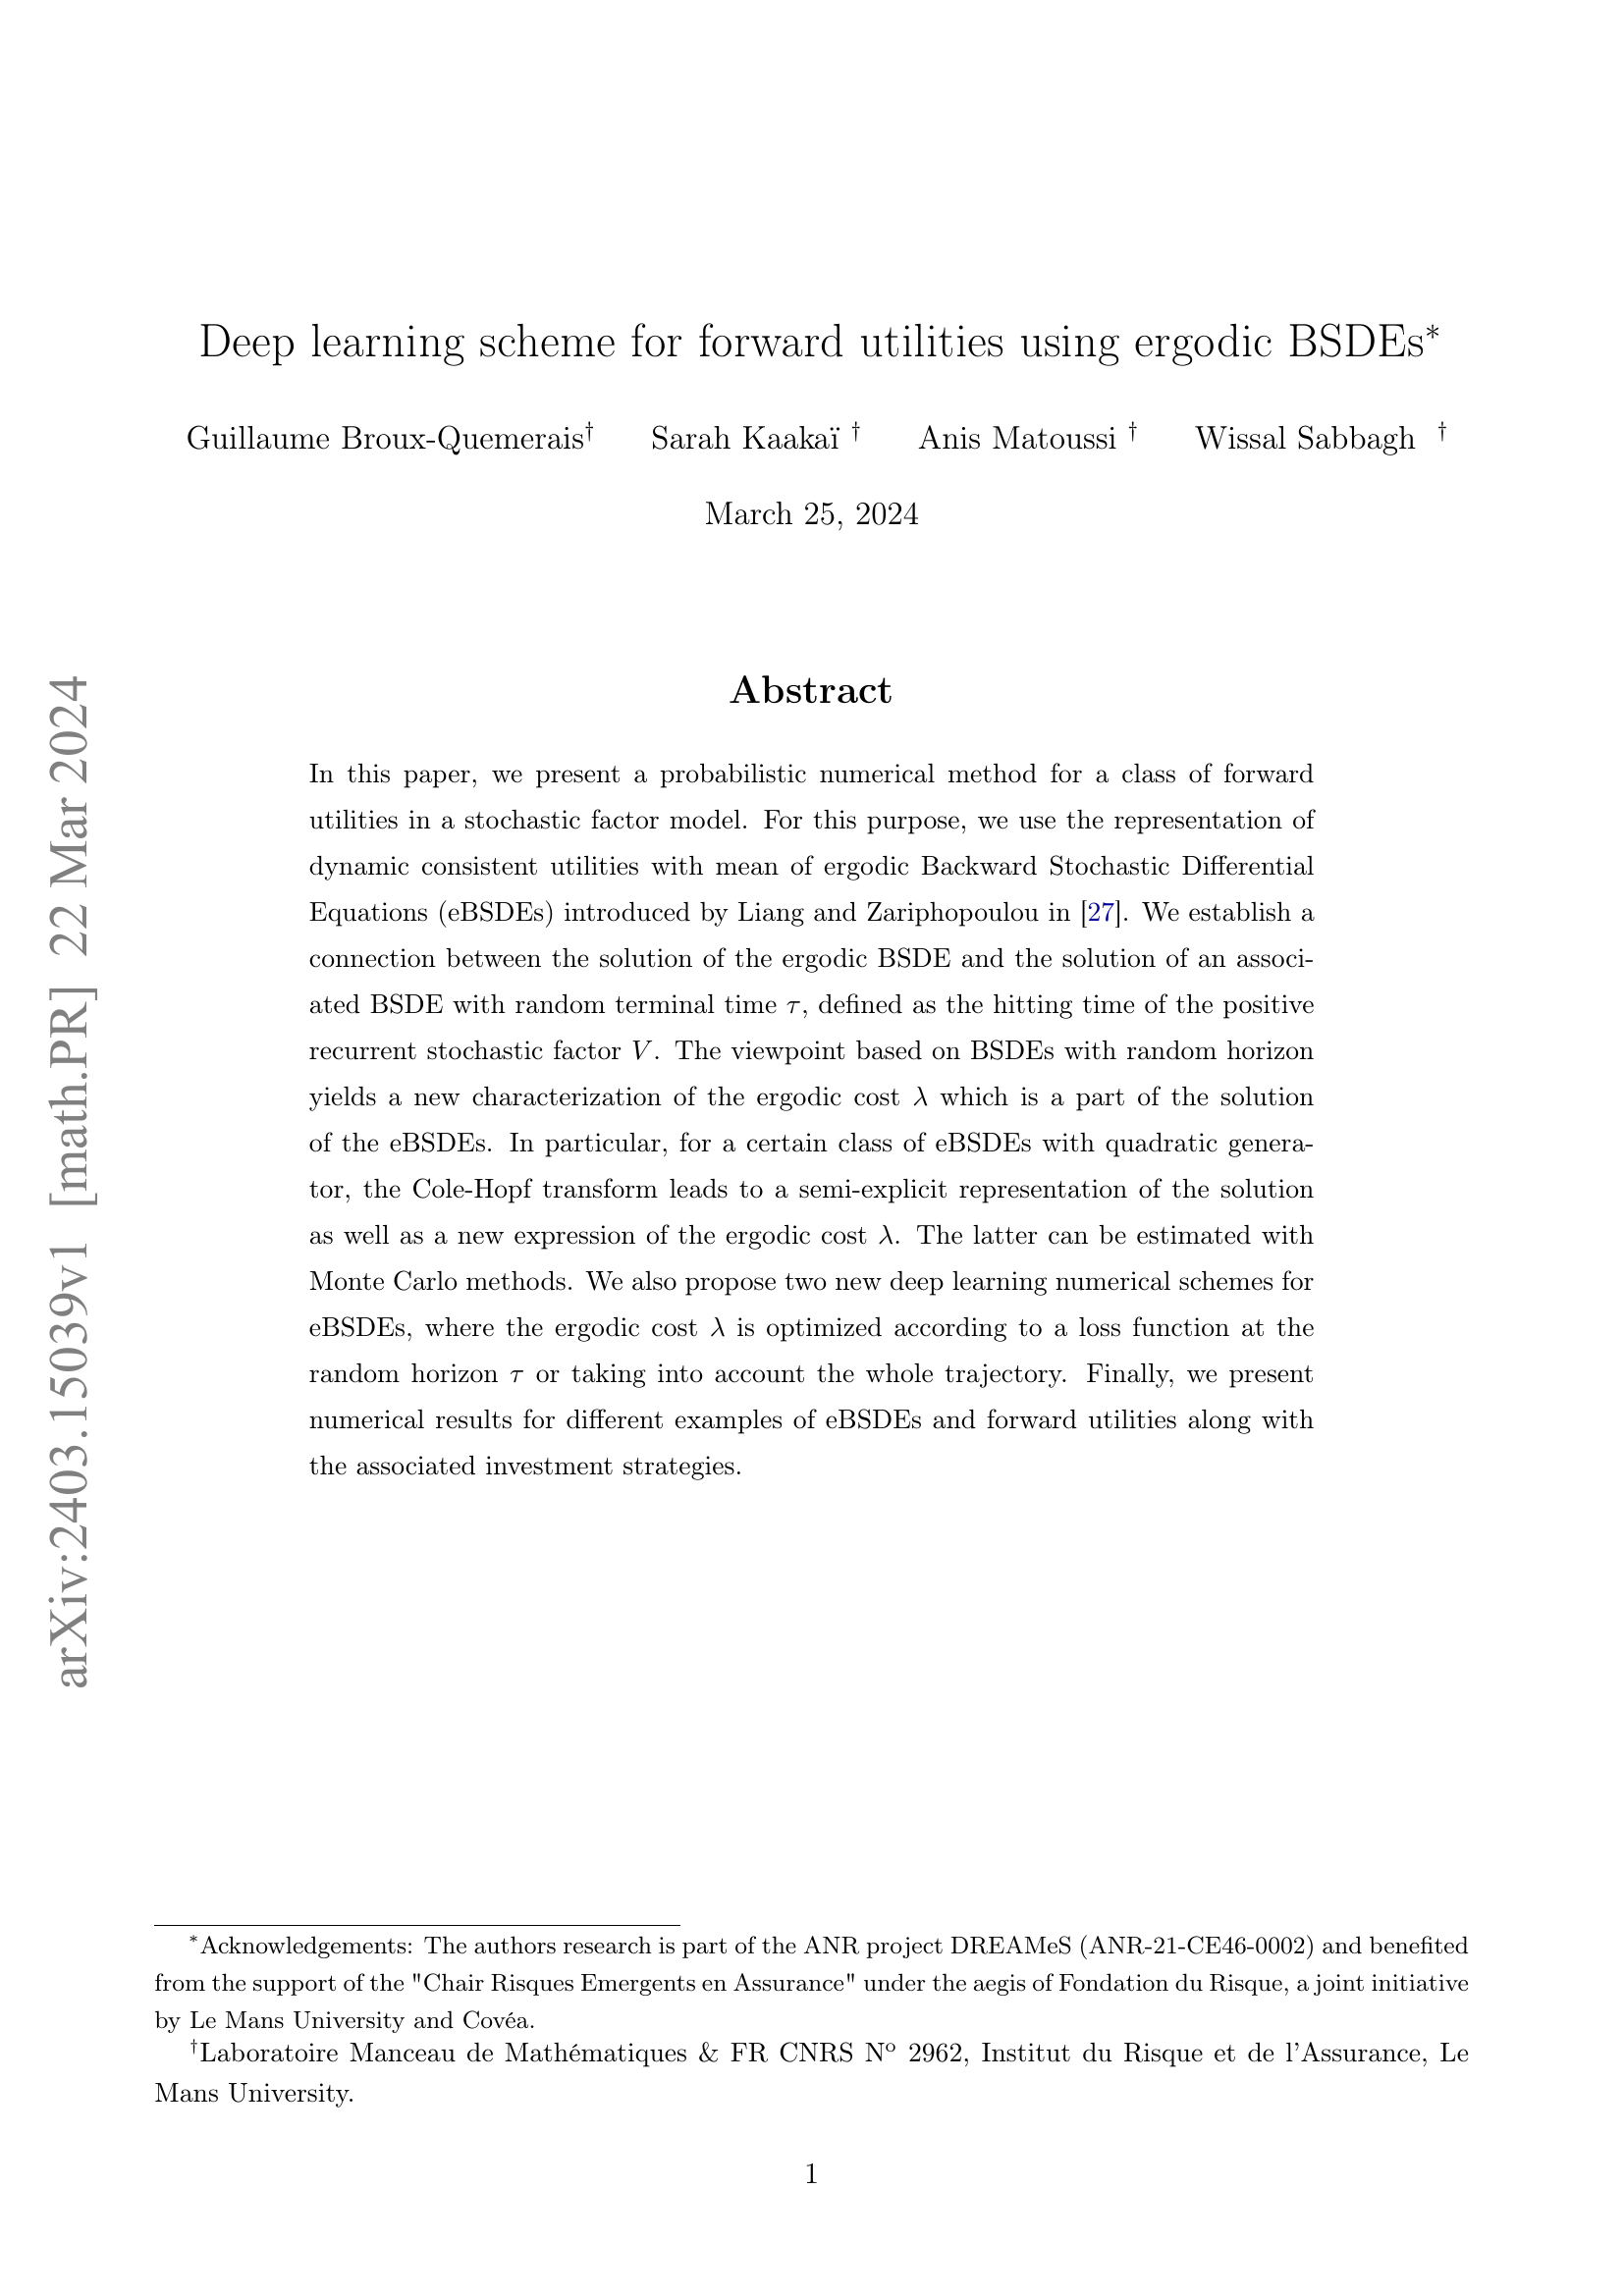 Deep learning scheme for forward utilities using ergodic BSDEs*
Guillaume Broux-Quemerais† Sarah Kaakaï † Anis Matoussi † Wissal Sabbagh †
March 25, 2024
Abstract
In this paper, we present a probabilistic numerical method for a class of forward
utilities in a stochastic factor model. For this purpose, we use the representation of
dynamic consistent utilities with mean of ergodic Backward Stochastic Differential
Equations (eBSDEs) introduced by Liang and Zariphopoulou in [27]. We establish a
connection between the solution of the ergodic BSDE and the solution of an associ-
ated BSDE with random terminal time τ, defined as the hitting time of the positive
recurrent stochastic factor V. The viewpoint based on BSDEs with random horizon
yields a new characterization of the ergodic cost λ which is a part of the solution
of the eBSDEs. In particular, for a certain class of eBSDEs with quadratic genera-
tor, the Cole-Hopf transform leads to a semi-explicit representation of the solution
as well as a new expression of the ergodic cost λ. The latter can be estimated with
Monte Carlo methods. We also propose two new deep learning numerical schemes for
eBSDEs, where the ergodic cost λ is optimized according to a loss function at the
random horizon τ or taking into account the whole trajectory. Finally, we present
numerical results for different examples of eBSDEs and forward utilities along with
the associated investment strategies.
*Acknowledgements: The authors research is part of the ANR project DREAMeS (ANR-21-CE46-0002) and benefited
from the support of the "Chair Risques Emergents en Assurance" under the aegis of Fondation du Risque, a joint initiative
by Le Mans University and Covéa.
†Laboratoire Manceau de Mathématiques & FR CNRS Nº 2962, Institut du Risque et de l'Assurance, Le
Mans University.
1
arXiv:2403.15039v1 [math.PR] 22 Mar 2024